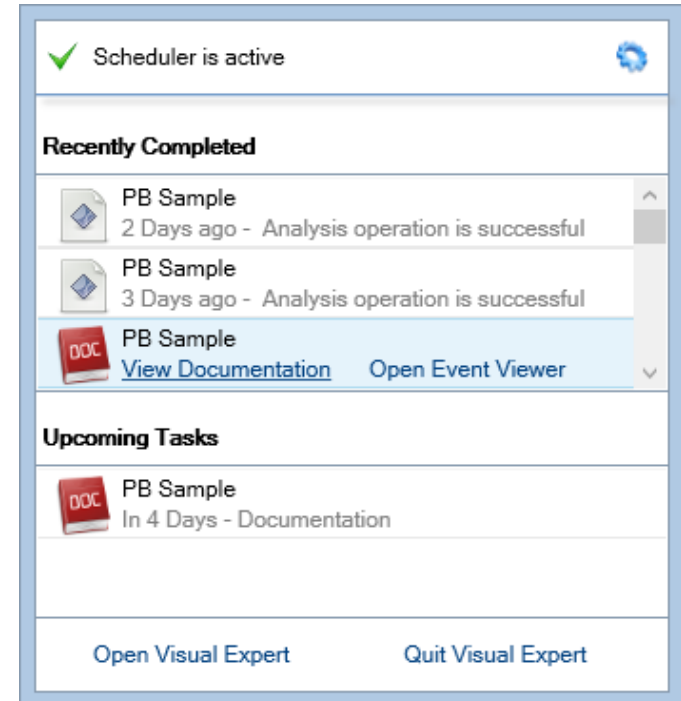 Scheduler is active
Recently Completed
PB Sample
2 Days ago - Analysis operation is successful
PB Sample
3 Days ago - Analysis operation is successful
DOC
PB Sample
View Documentation Open Event Viewer
Upcoming Tasks
DOC
PB Sample
In 4 Days - Documentation
Open Visual Expert Quit Visual Expert